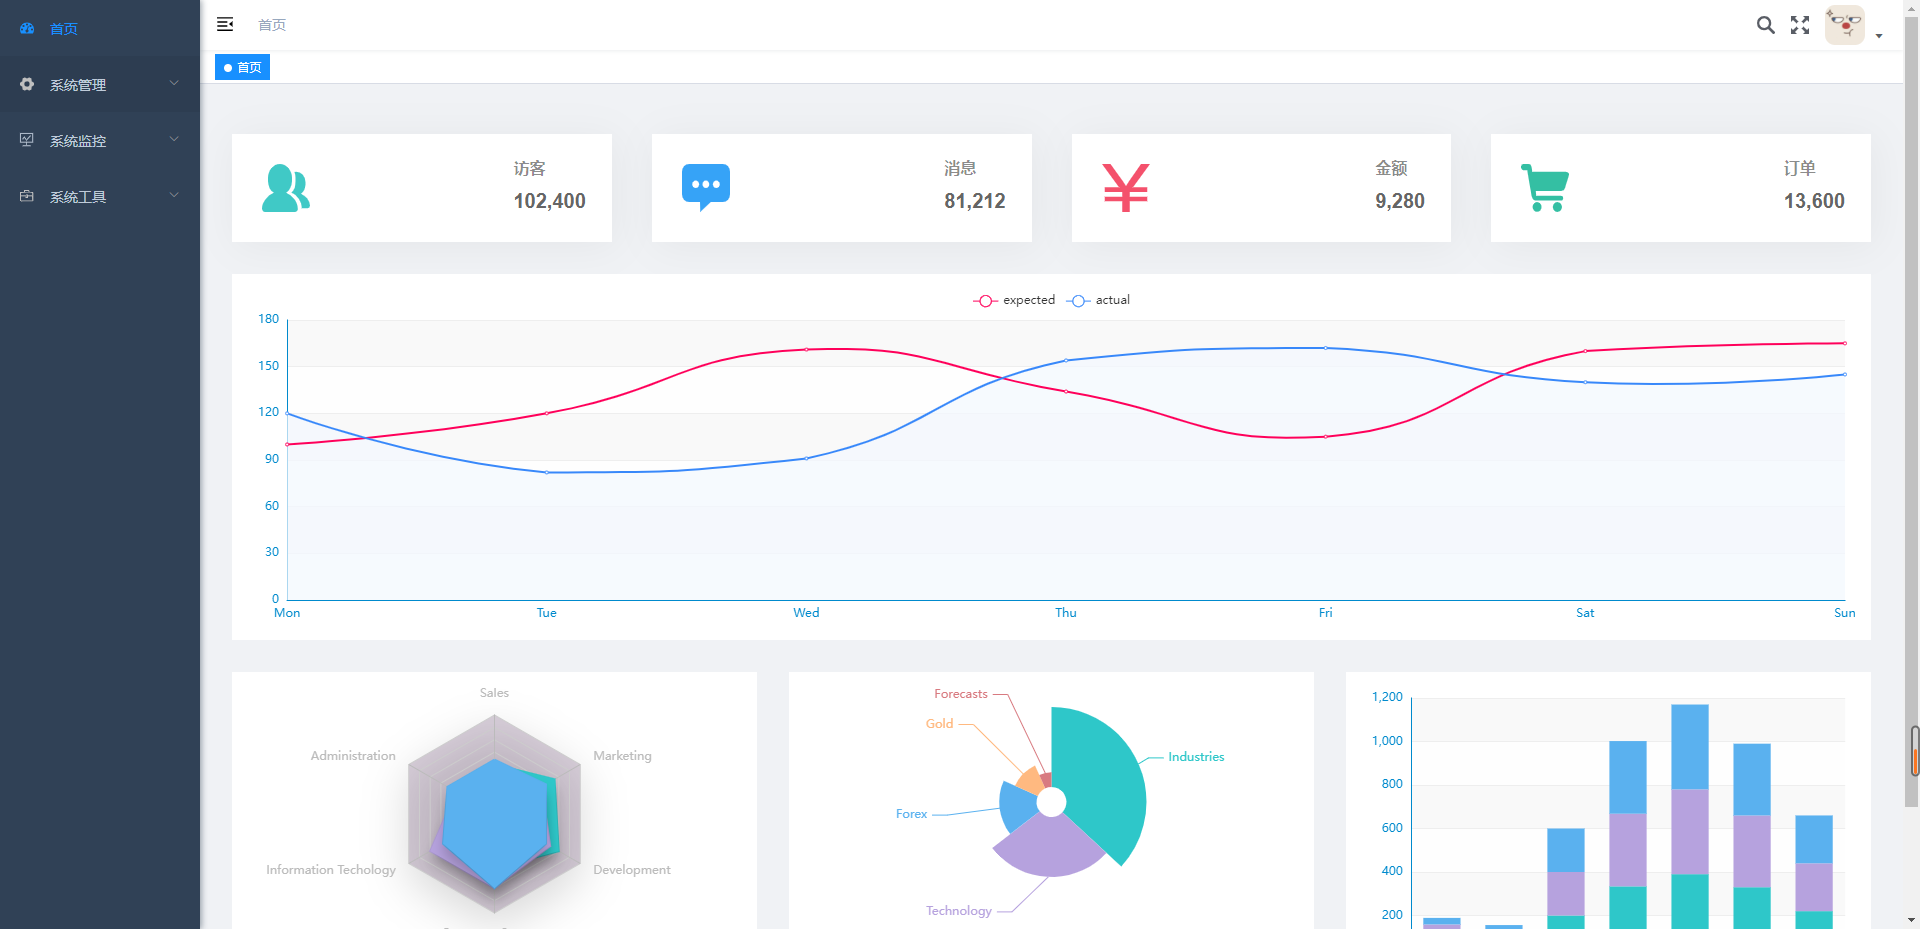 首页
系统管理
系统监控
系统工具
首页
首页
访客
102,400
消息
81,212
金额
9,280
订单
13,600
expected
actual
180
150
120
90
60
30
0
Mon
Tue
Wed
Thu
Fri
Sat
Sun
Sales
Administration
Marketing
Information Techology
Development
Forecasts
Gold
Industries
Forex
Technology
1,200
1,000
800
600
400
200